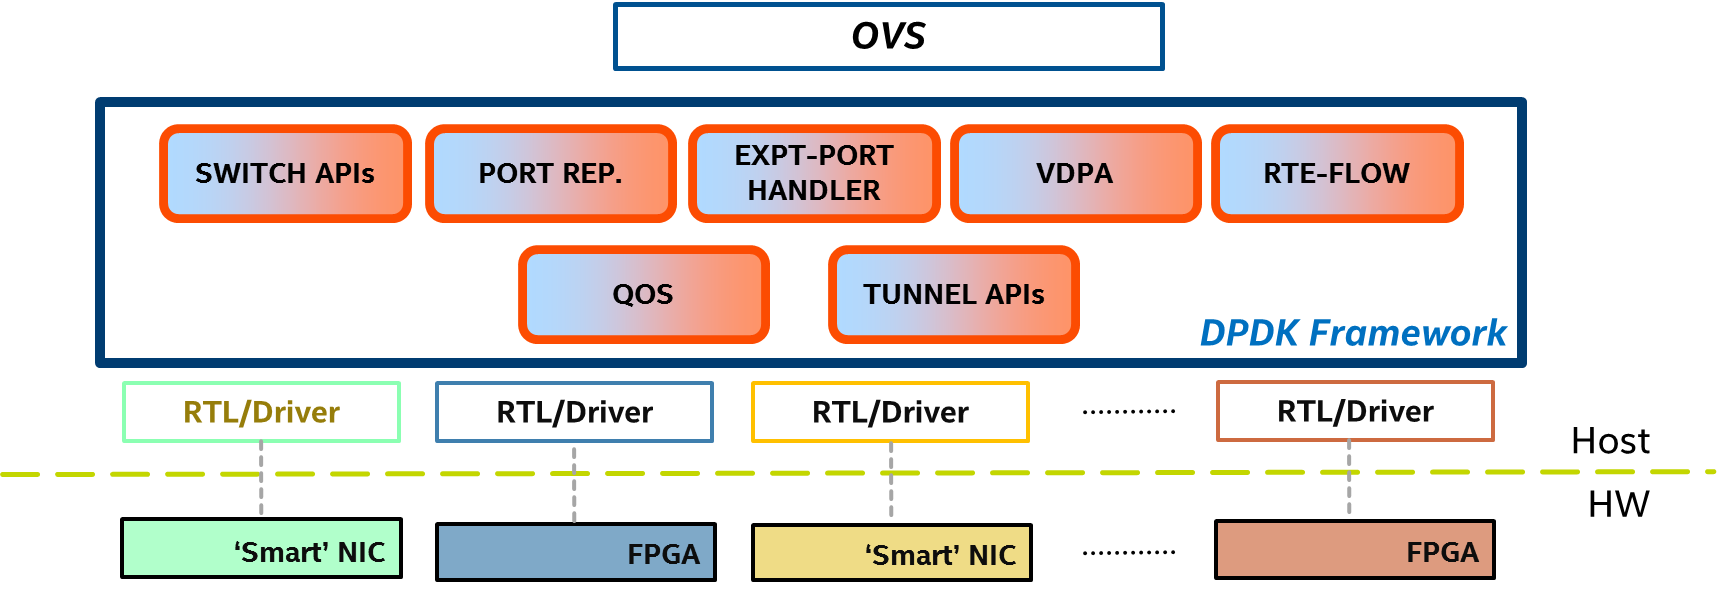 OVS
SWITCH APIs
PORT REP.
EXPT-PORT
HANDLER
VDPA
RTE-FLOW
QOS
TUNNEL APIs
DPDK Framework
RTL/Driver
RTL/Driver
RTL/Driver
............
RTL/Driver
Host
HW
‘Smart’ NIC
FPGA
‘Smart’ NIC
............
FPGA